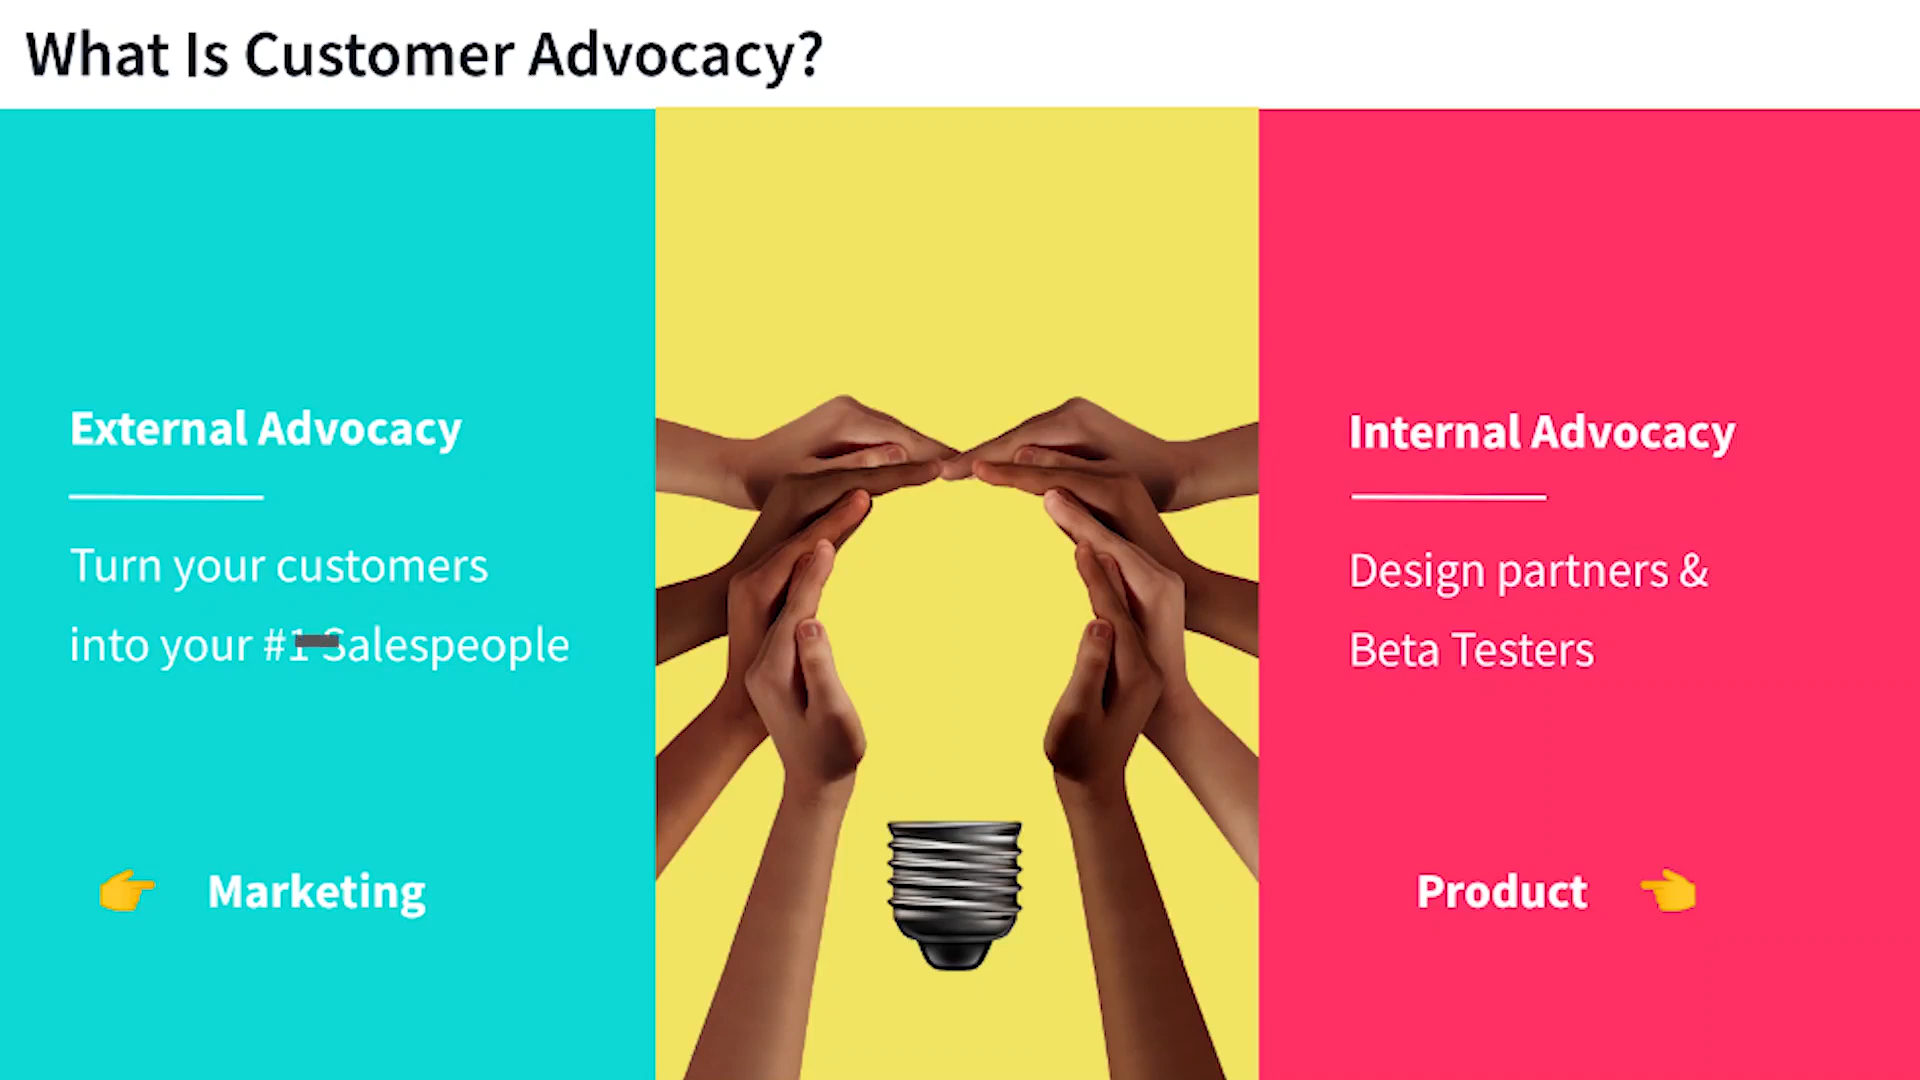 What Is Customer Advocacy?
External Advocacy
Turn your customers
into your #1 Salespeople
👉 Marketing
Internal Advocacy
Design partners &
Beta Testers
Product 👈